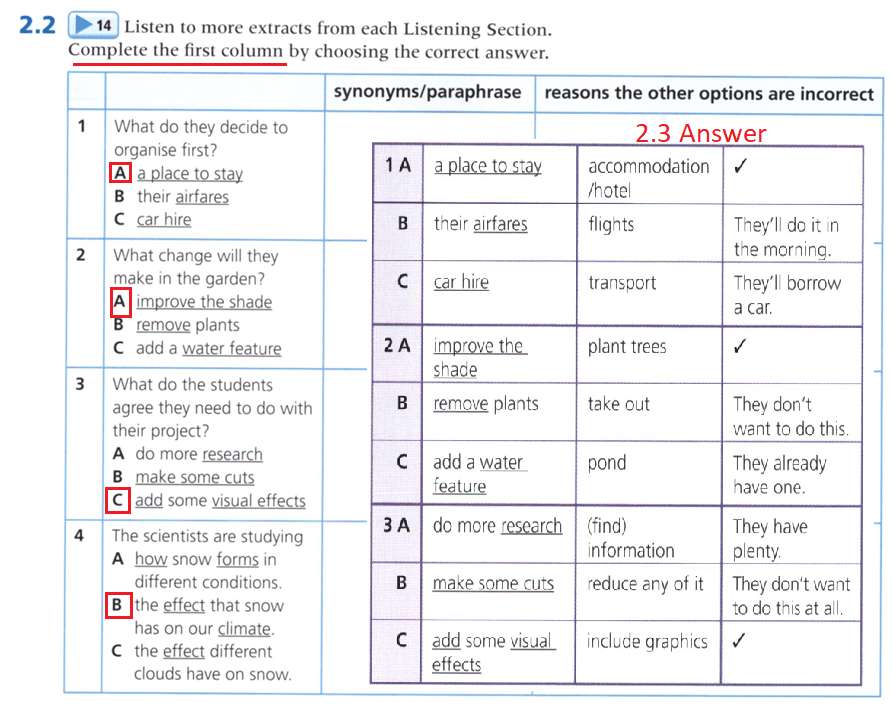 2.2 14 Listen to more extracts from each Listening Section.
Complete the first column by choosing the correct answer.
synonyms/paraphrase reasons the other options are incorrect
1 What do they decide to
organise first?
A a place to stay
B their airfares
C car hire
2 What change will they
make in the garden?
A improve the shade
B remove plants
C add a water feature
3 What do the students
agree they need to do with
their project?
A do more research
B make some cuts
C add some visual effects
4 The scientists are studying
A how snow forms in
different conditions.
B the effect that snow
has on our climate.
C the effect different
clouds have on snow.
2.3 Answer
1 A a place to stay accommodation ✓
/hotel
B their airfares flights They'll do it in
the morning.
C car hire transport They'll borrow
a car.
2 A improve the plant trees ✓
shade
B remove plants take out They don't
want to do this.
C add a water pond They already
feature have one.
3 A do more research (find) They have
information plenty.
B make some cuts reduce any of it They don't want
to do this at all.
C add some visual include graphics ✓
effects